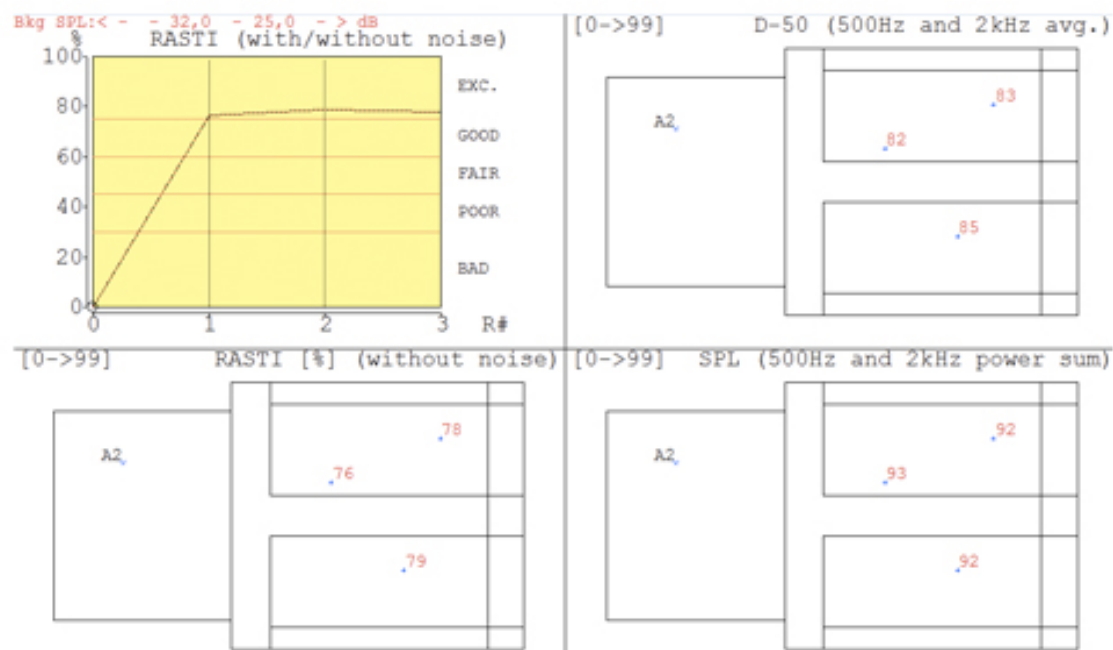 Bkg SPL:< - - 32,0 - 25,0 - > dB
% RASTI (with/without noise)
100
80
60
40
20
0
EXC.
GOOD
FAIR
POOR
BAD
0 1 2 3 R#
[0->99] D-50 (500Hz and 2kHz avg.)
A2
83
82
85
[0->99] RASTI [%] (without noise)
A2
78
76
79
[0->99] SPL (500Hz and 2kHz power sum)
A2
92
93
92